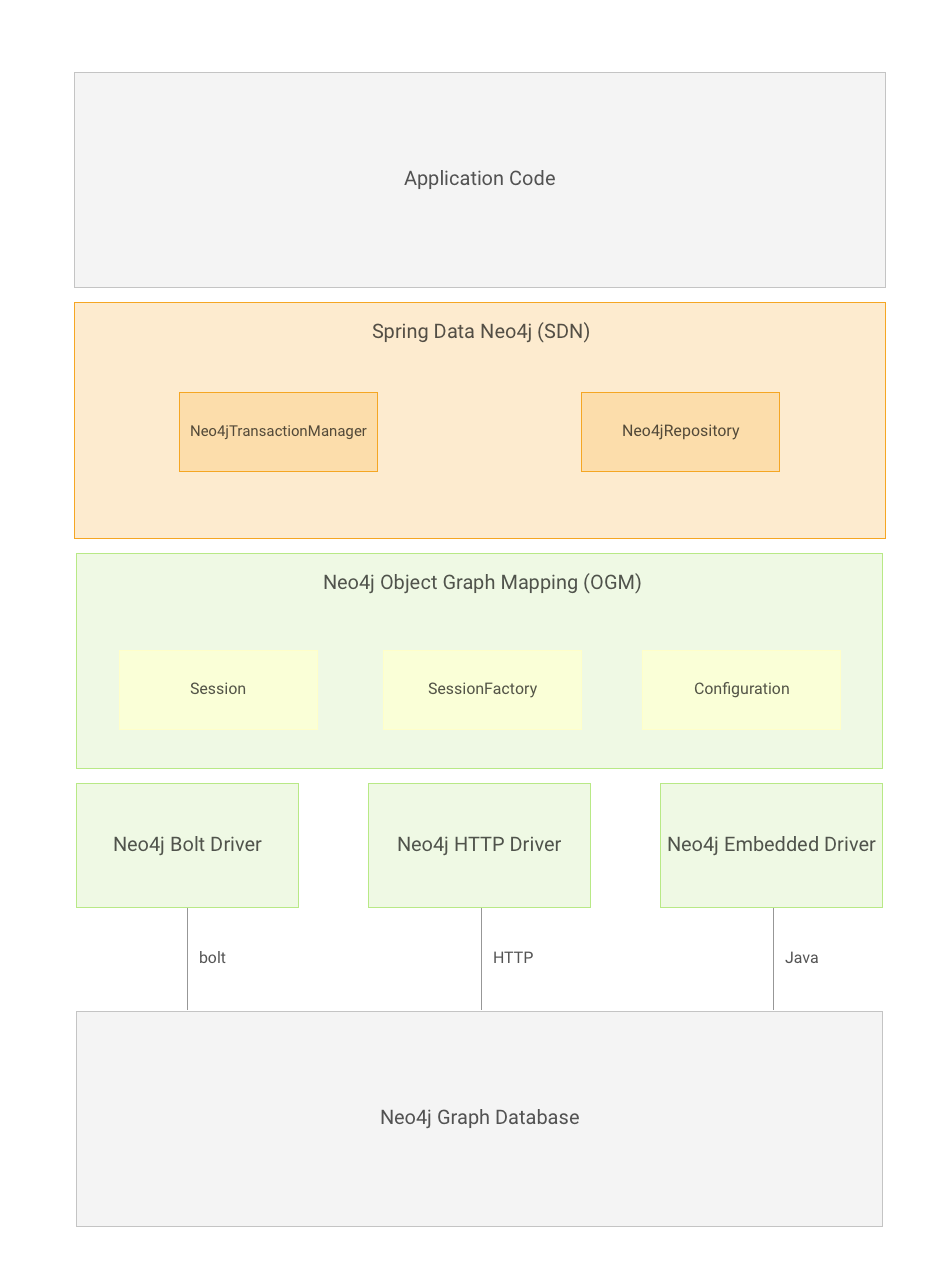 Application Code
Spring Data Neo4j (SDN)
Neo4jTransactionManager
Neo4jRepository
Neo4j Object Graph Mapping (OGM)
Session
SessionFactory
Configuration
Neo4j Bolt Driver
Neo4j HTTP Driver
Neo4j Embedded Driver
bolt
HTTP
Java
Neo4j Graph Database